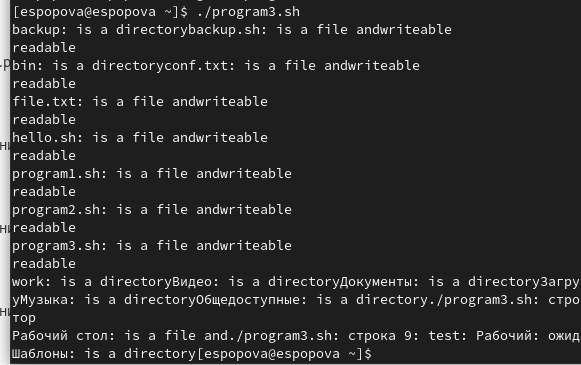 [espopova@espopova ~]$ ./program3.sh
backup: is a directorybackup.sh: is a file andwriteable
readable
bin: is a directoryconf.txt: is a file andwriteable
readable
file.txt: is a file andwriteable
readable
hello.sh: is a file andwriteable
readable
program1.sh: is a file andwriteable
readable
program2.sh: is a file andwriteable
readable
program3.sh: is a file andwriteable
readable
work: is a directoryВидео: is a directoryДокументы: is a directoryЗагру
уМузыка: is a directoryОбщедоступные: is a directory./program3.sh: стро
тор
Рабочий стол: is a file and./program3.sh: строка 9: test: Рабочий: ожид
Шаблоны: is a directory[espopova@espopova ~]$